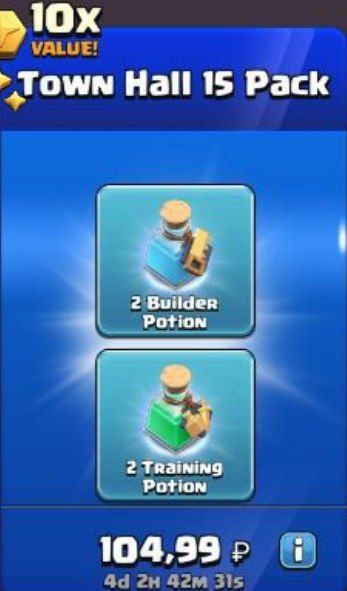 10x
VALUE!
Town Hall 15 Pack
2 Builder
Potion
2 Training
Potion
104,99 ₽
i
4d 2H 42M 31s